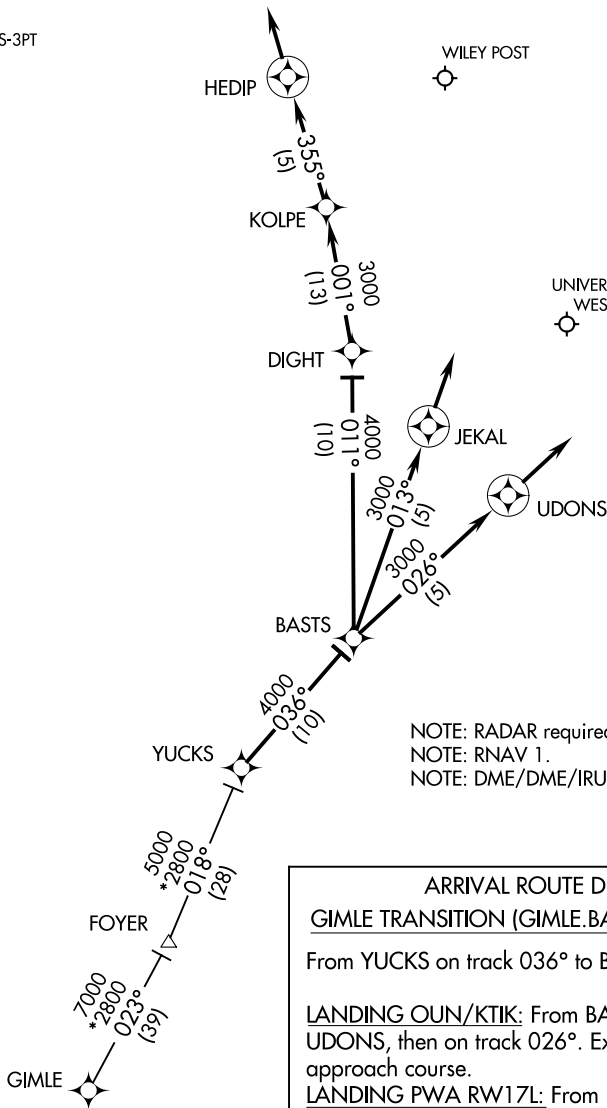 S-3PT
WILEY POST
HEDIP
355°
(5)
KOLPE
3000
001°
(13)
UNIVER
WES
DIGHT
4000
011°
(10)
JEKAL
3000
013°
(5)
UDONS
3000
026°
(5)
BASTS
4000
036°
(10)
NOTE: RADAR required
NOTE: RNAV 1.
NOTE: DME/DME/IRU
YUCKS
5000
*2800
018°
(28)
FOYER
7000
*2800
023°
(39)
GIMLE
ARRIVAL ROUTE D
GIMLE TRANSITION (GIMLE.BA
From YUCKS on track 036° to B
LANDING OUN/KTIK: From BA
UDONS, then on track 026°. Ex
approach course.
LANDING PWA RW17L: From